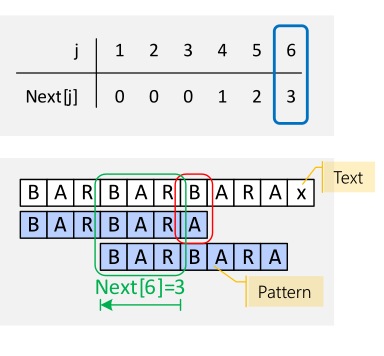 j 1 2 3 4 5 6
Next[j] 0 0 0 1 2 3
Text
B A R B A R B A R A x
B A R B A R A
B A R B A R A
Next[6]=3
Pattern